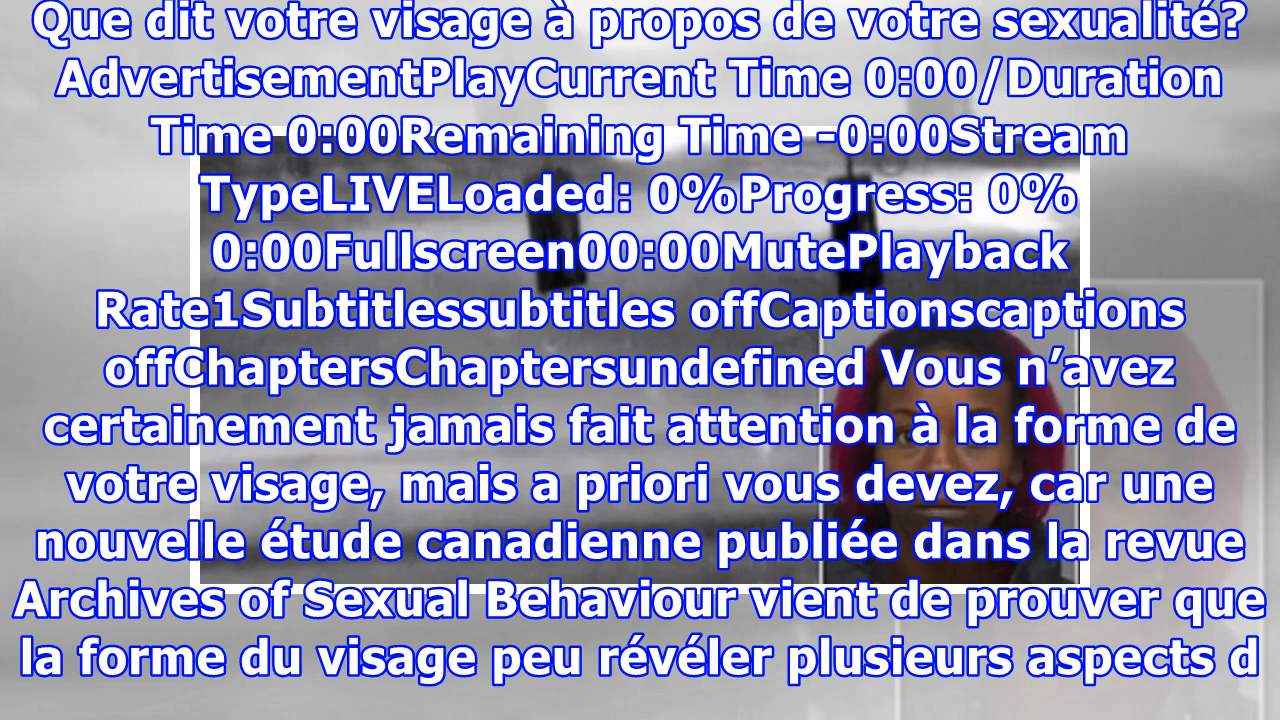 Que dit votre visage à propos de votre sexualité?
AdvertisementPlayCurrent Time 0:00/Duration
Time 0:00Remaining Time -0:00Stream
TypeLIVELoaded: 0%Progress: 0%
0:00Fullscreen00:00MutePlayback
Rate1Subtitlessubtitles offCaptionscaptions
offChaptersChaptersundefined Vous n’avez
certainement jamais fait attention à la forme de
votre visage, mais a priori vous devez, car une
nouvelle étude canadienne publiée dans la revue
Archives of Sexual Behaviour vient de prouver que
la forme du visage peu révéler plusieurs aspects d